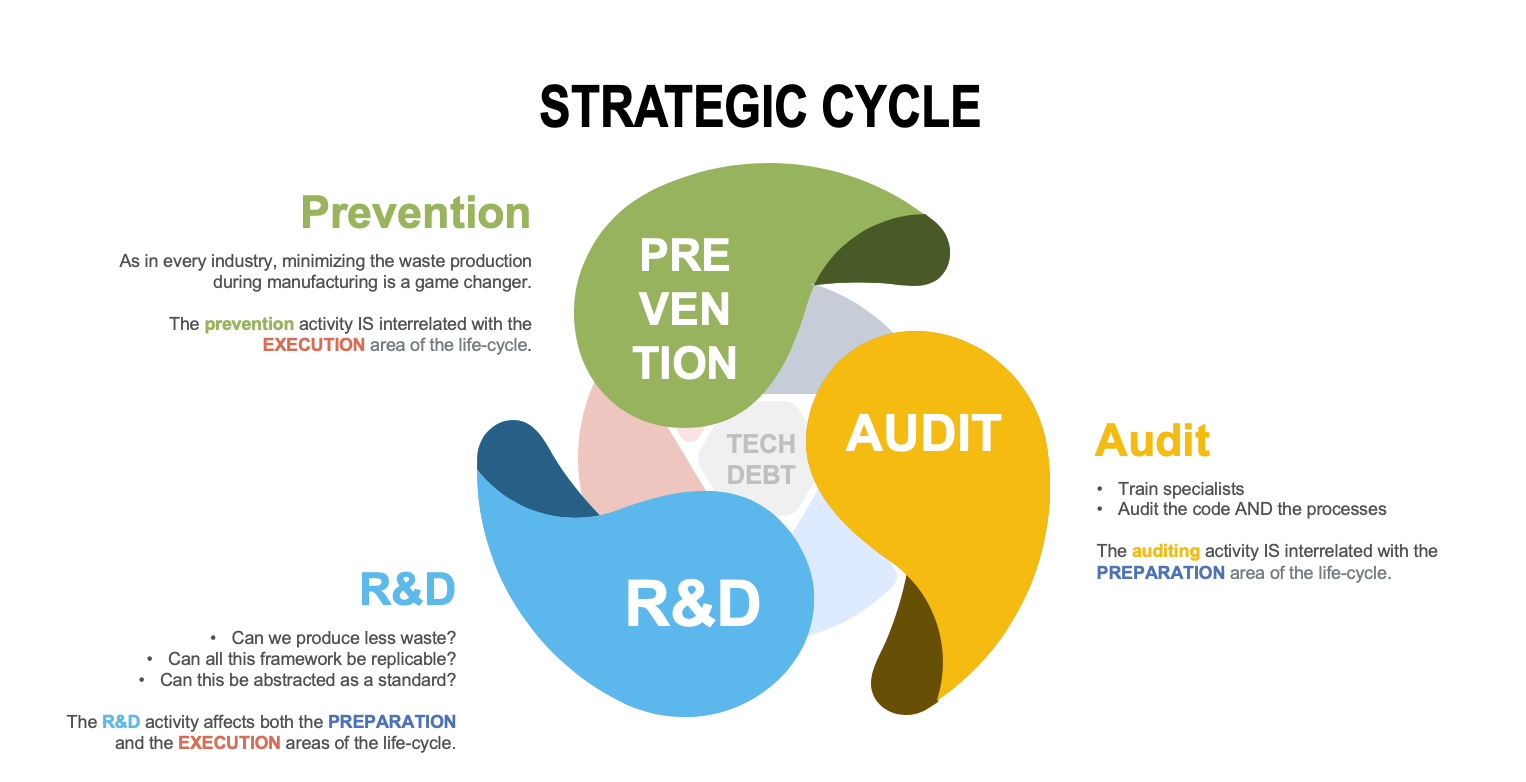 STRATEGIC CYCLE
Prevention
As in every industry, minimizing the waste production
during manufacturing is a game changer.
The prevention activity IS interrelated with the
EXECUTION area of the life-cycle.
PRE
VEN
TION
TECH
DEBT
AUDIT
Audit
• Train specialists
• Audit the code AND the processes
The auditing activity IS interrelated with the
PREPARATION area of the life-cycle.
R&D
R&D
• Can we produce less waste?
• Can all this framework be replicable?
• Can this be abstracted as a standard?
The R&D activity affects both the PREPARATION
and the EXECUTION areas of the life-cycle.